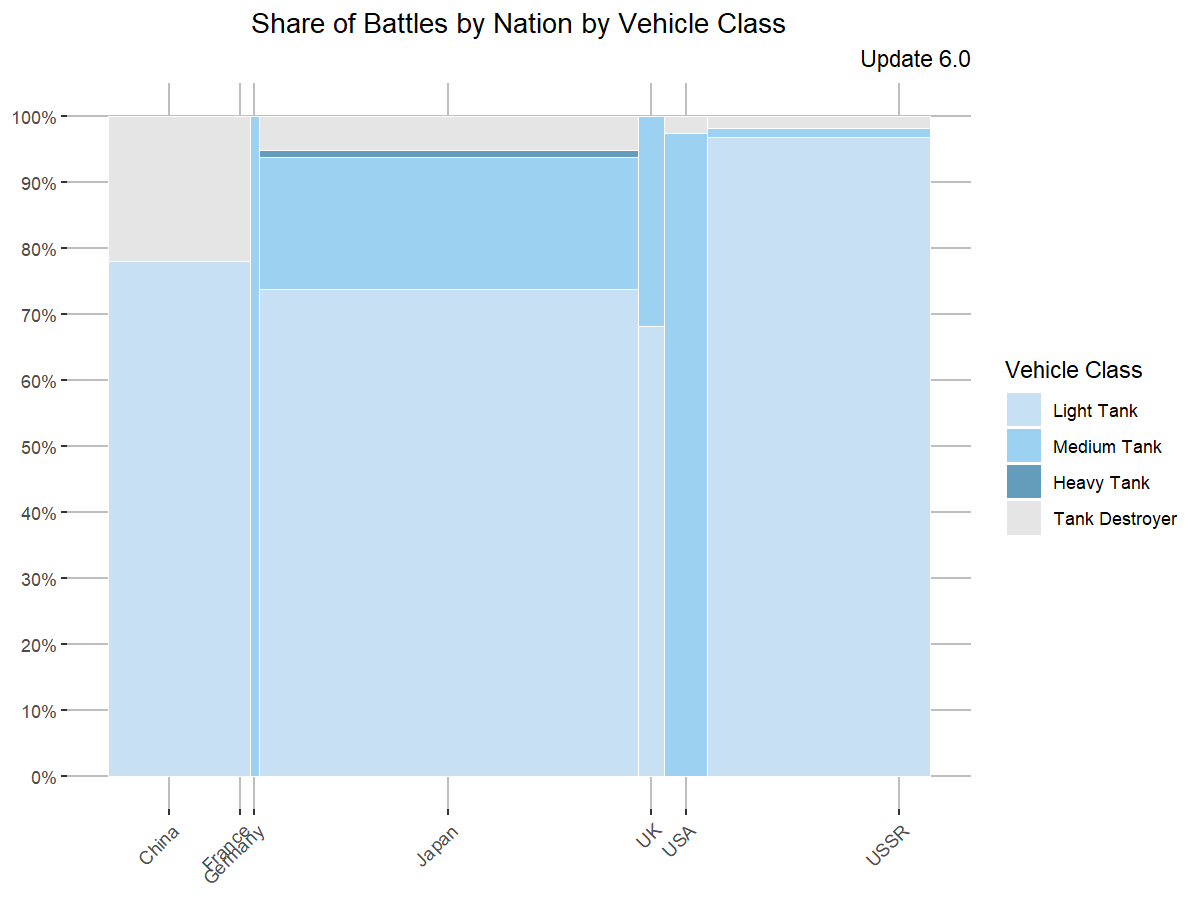 Share of Battles by Nation by Vehicle Class
Update 6.0
100%
90%
80%
70%
60%
50%
40%
30%
20%
10%
0%
China
France
Germany
Japan
UK
USA
USSR
Vehicle Class
Light Tank
Medium Tank
Heavy Tank
Tank Destroyer